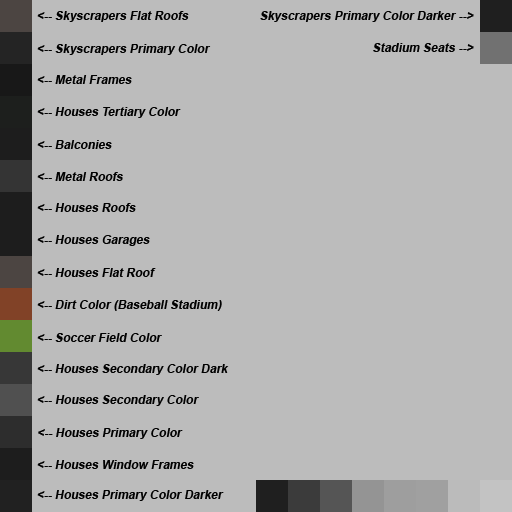 <-- Skyscrapers Flat Roofs
Skyscrapers Primary Color Darker -->
<-- Skyscrapers Primary Color
Stadium Seats -->
<-- Metal Frames
<-- Houses Tertiary Color
<-- Balconies
<-- Metal Roofs
<-- Houses Roofs
<-- Houses Garages
<-- Houses Flat Roof
<-- Dirt Color (Baseball Stadium)
<-- Soccer Field Color
<-- Houses Secondary Color Dark
<-- Houses Secondary Color
<-- Houses Primary Color
<-- Houses Window Frames
<-- Houses Primary Color Darker